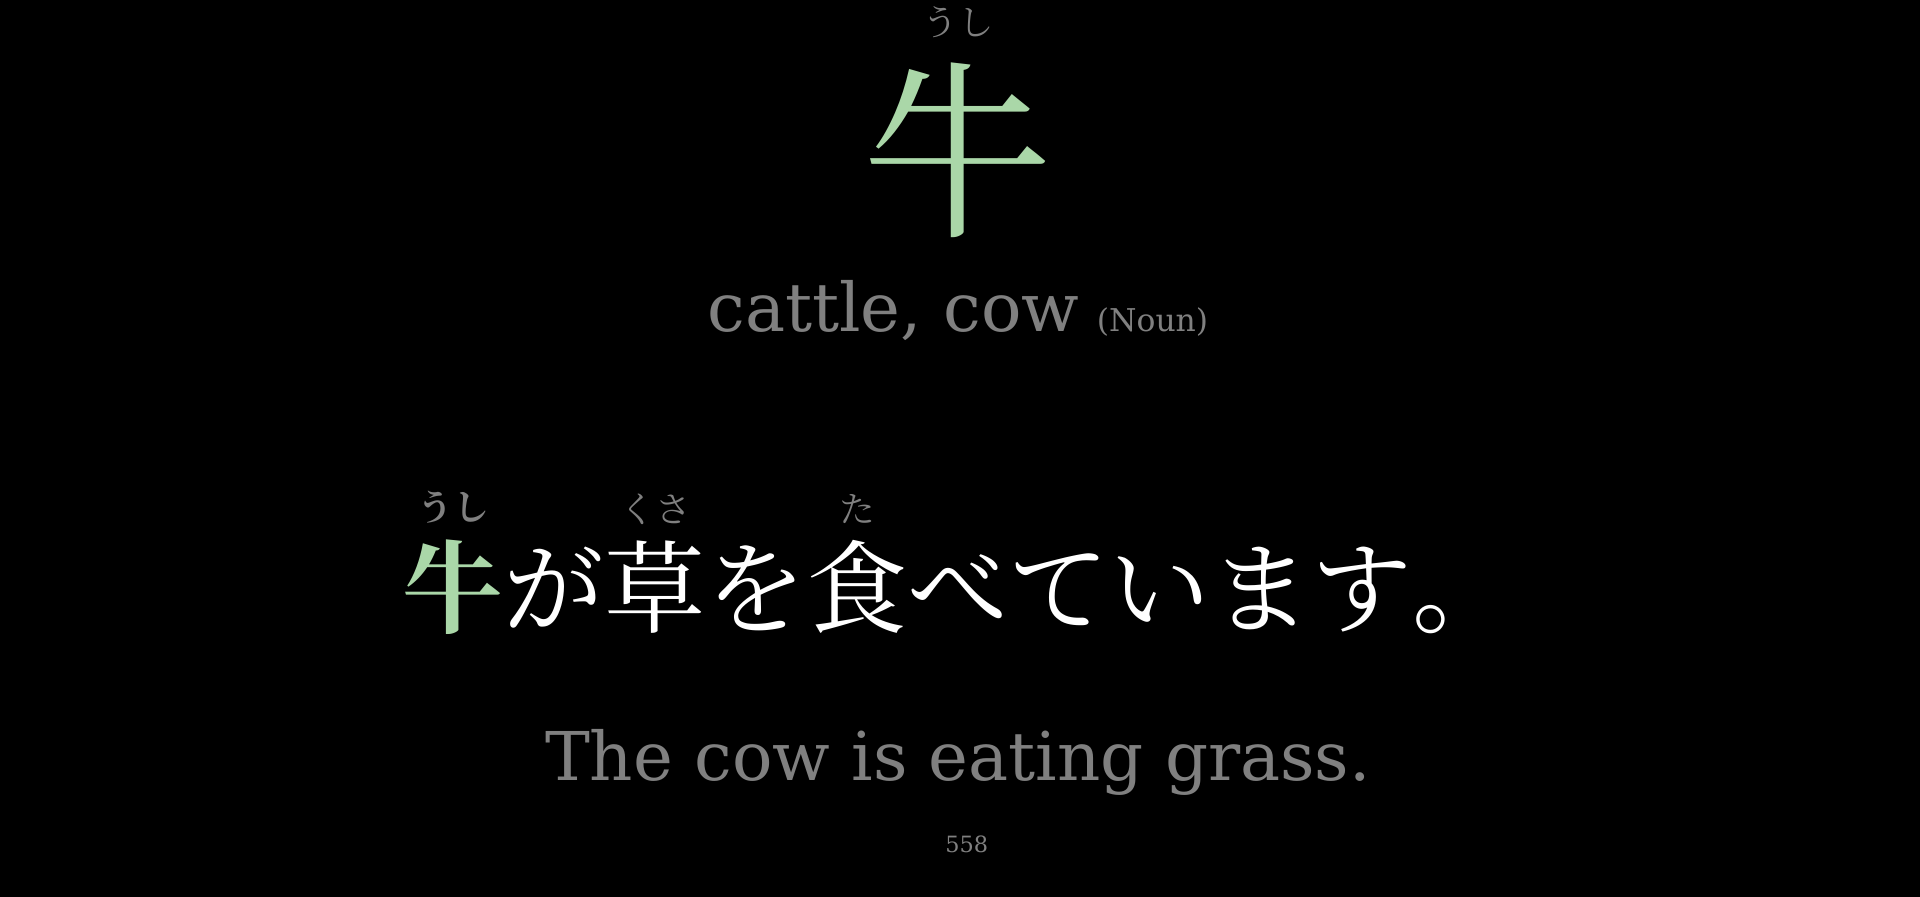 うし
牛
cattle, cow (Noun)
うし くさ た
牛が草を食べています。
The cow is eating grass.
558